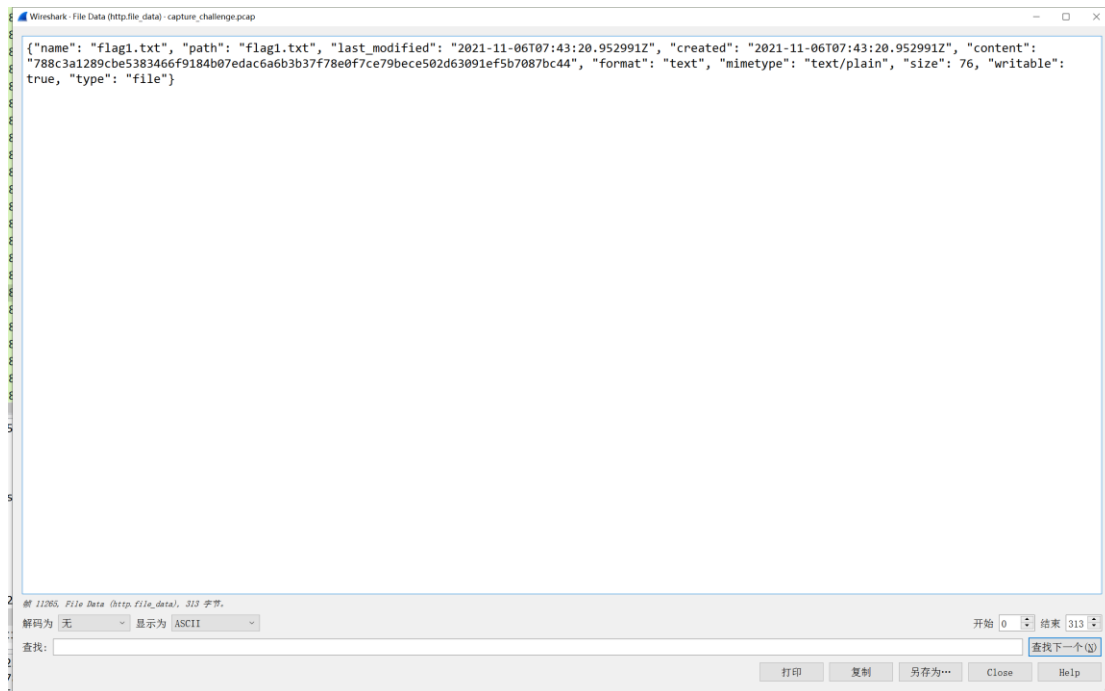 Wireshark · File Data (http.file_data) · capture_challenge.pcap
{"name": "flag1.txt", "path": "flag1.txt", "last_modified": "2021-11-06T07:43:20.952991Z", "created": "2021-11-06T07:43:20.952991Z", "content":
"788c3a1289cbe5383466f9184b07edac6a6b3b37f78e0f7ce79bece502d63091ef5b7087bc44", "format": "text", "mimetype": "text/plain", "size": 76, "writable":
true, "type": "file"}
帧 11265, File Data (http.file_data), 313 字节。
解码为 无 显示为 ASCII 开始 0 结束 313
查找: 查找下一个(N)
打印 复制 另存为… Close Help